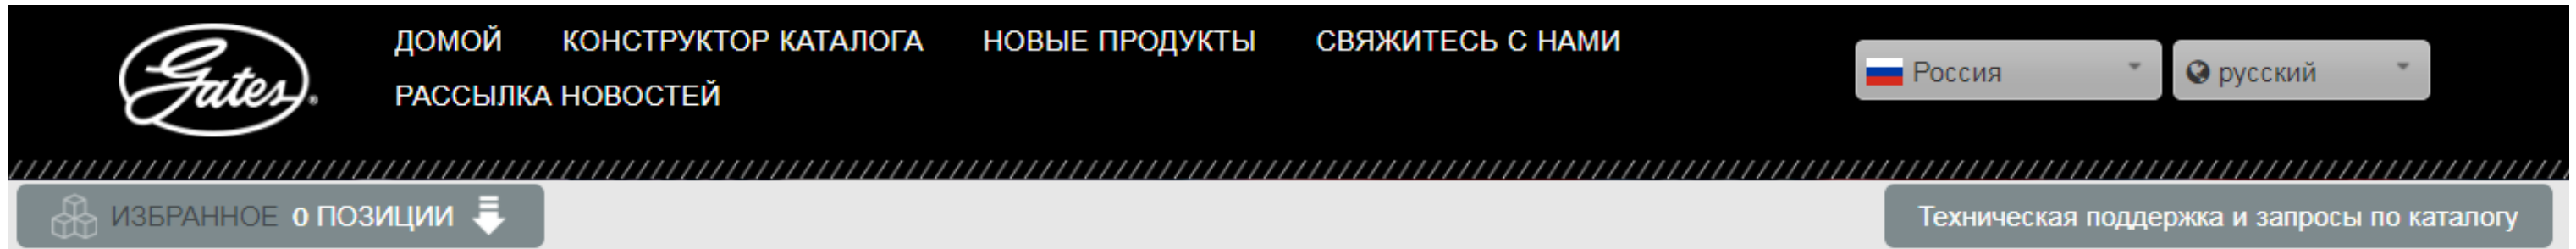 Gates®
ДОМОЙ КОНСТРУКТОР КАТАЛОГА НОВЫЕ ПРОДУКТЫ СВЯЖИТЕСЬ С НАМИ
РАССЫЛКА НОВОСТЕЙ
Россия русский
ИЗБРАННОЕ 0 ПОЗИЦИИ
Техническая поддержка и запросы по каталогу